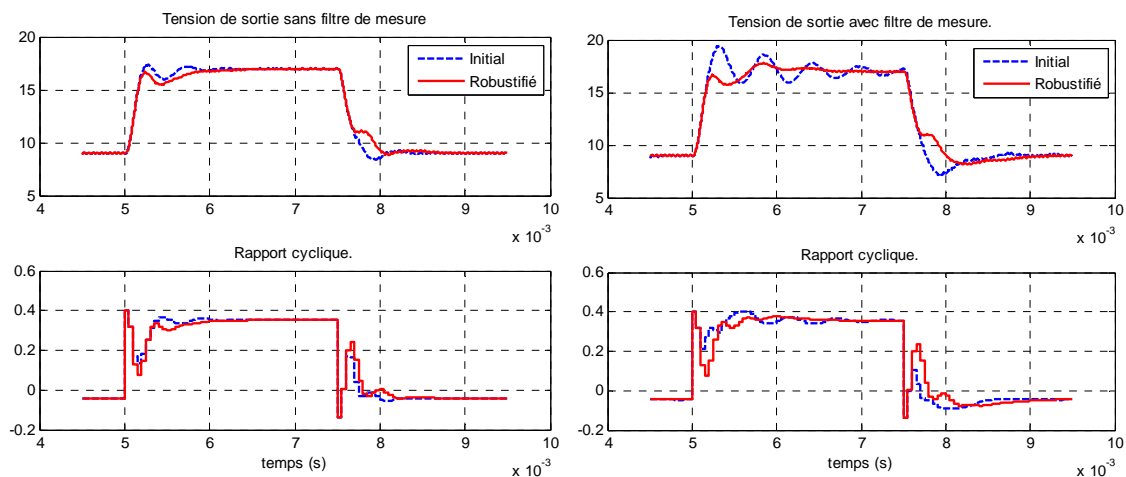 Tension de sortie sans filtre de mesure
20
15
10
5
4 5 6 7 8 9 10
x 10⁻³
Initial
Robustifié
Rapport cyclique.
0.6
0.4
0.2
0
-0.2
4 5 6 7 8 9 10
x 10⁻³
temps (s)
Tension de sortie avec filtre de mesure.
20
15
10
5
4 5 6 7 8 9 10
x 10⁻³
Initial
Robustifié
Rapport cyclique.
0.6
0.4
0.2
0
-0.2
4 5 6 7 8 9 10
x 10⁻³
temps (s)